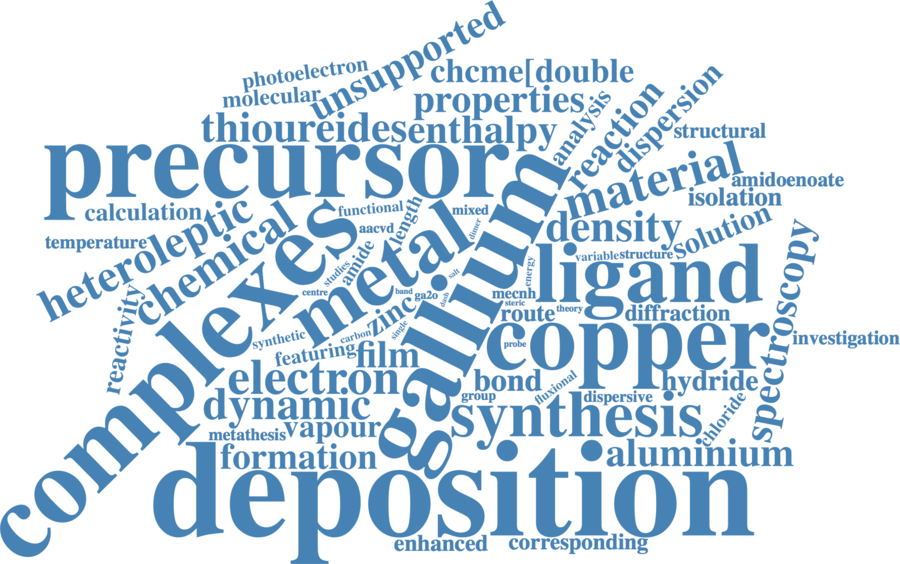 photoelectron
unsupported
chcme[double
molecular
properties
thioureides
enthalpy
analysis
reaction
dispersion
structural
precursor
material
amidoenoate
isolation
calculation
functional
length
mixed
aacvd
density
solution
temperature
heteroleptic
chemical
complexes
metal
dimer
gallium
ligand
variable
structure
spectroscopy
studies
amide
centre
band
ga2o
salt
dash
energy
mecnh
steric
route
theory
diffraction
reactivity
zinc
synthetic
carbon
single
copper
probe
investigation
featuring
film
electron
bond
hydride
dynamic
group
fluxional
dispersive
chloride
metathesis
vapour
synthesis
formation
aluminium
deposition
enhanced
corresponding